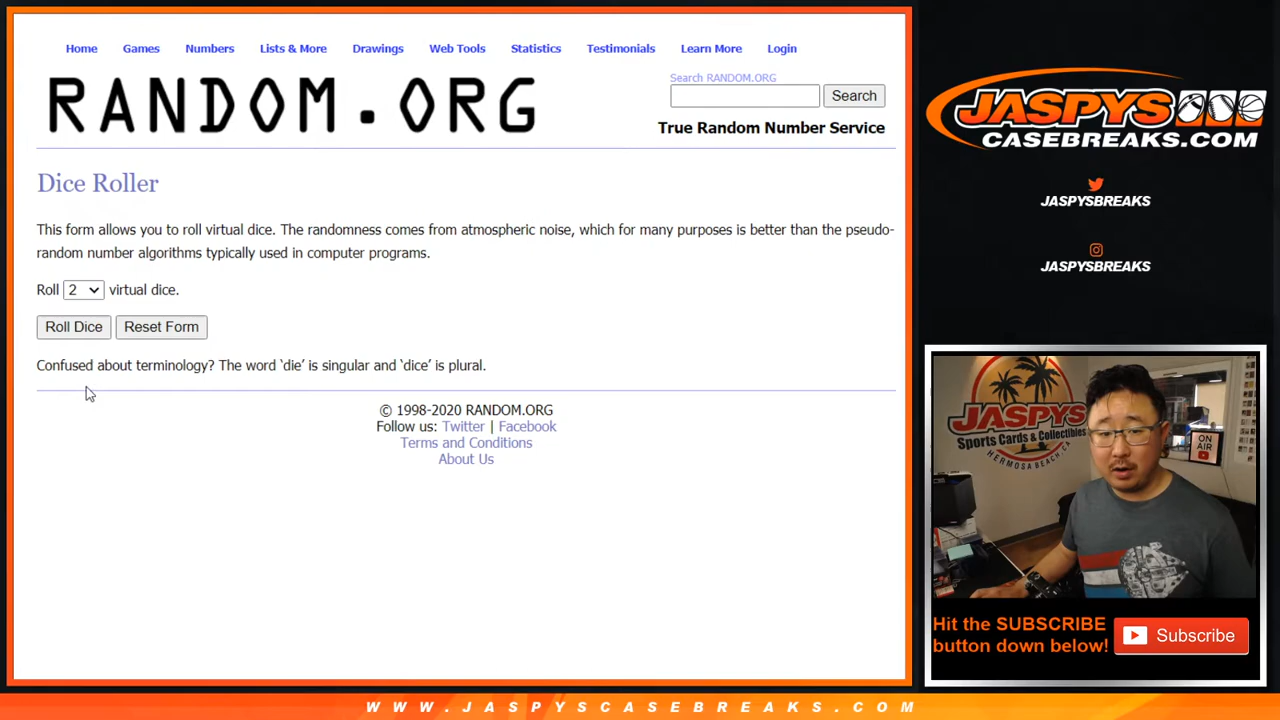 Home Games Numbers Lists & More Drawings Web Tools Statistics Testimonials Learn More Login
RANDOM.ORG
Search RANDOM.ORG
Search
True Random Number Service
Dice Roller
This form allows you to roll virtual dice. The randomness comes from atmospheric noise, which for many purposes is better than the pseudo-
random number algorithms typically used in computer programs.
Roll 2 virtual dice.
Roll Dice Reset Form
Confused about terminology? The word ‘die’ is singular and ‘dice’ is plural.
© 1998-2020 RANDOM.ORG
Follow us: Twitter | Facebook
Terms and Conditions
About Us
JASPYS
CASEBREAKS.COM
JASPYSBREAKS
JASPYSBREAKS
JASPYS
Sports Cards & Collectibles
HERMOSA BEACH, CA
ON
AIR
Hit the SUBSCRIBE
button down below!
Subscribe
WWW.JASPYSCASEBREAKS.COM